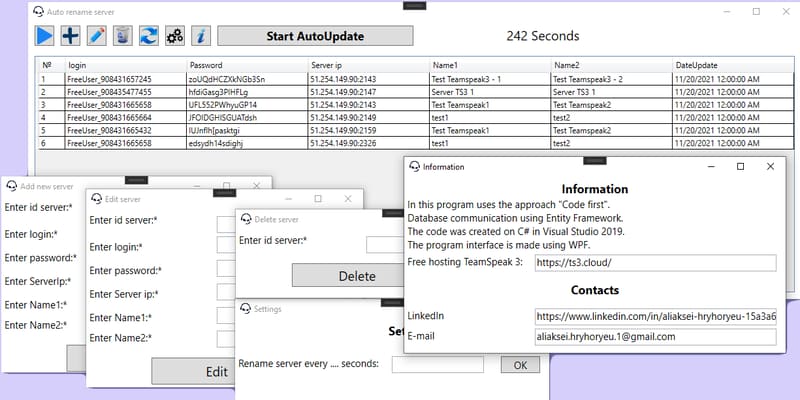 Auto rename server
Start AutoUpdate
242 Seconds
№ login Password Server ip Name1 Name2 DateUpdate
1 FreeUser_908431657245 zoUQdHCZXkNGb3Sn 51.254.149.90:2143 Test Teamspeak3 - 1 Test Teamspeak3 - 2 11/20/2021 12:00:00 AM
2 FreeUser_908435477455 hfdiGasg3PIHFLg 51.254.149.90:2147 Server TS3 1 Server TS3 1 11/20/2021 12:00:00 AM
3 FreeUser_908431665658 UFL552PWhyuGP14 51.254.149.90:2143 Test Teamspeak1 Test Teamspeak2 11/20/2021 12:00:00 AM
4 FreeUser_908431665664 JFOIDGHISGUATdsh 51.254.149.90:2149 test1 test2 11/20/2021 12:00:00 AM
5 FreeUser_908431665432 IUJnflh[pasktgi 51.254.149.90:2159 Test Teamspeak1 Test Teamspeak2 11/20/2021 12:00:00 AM
6 FreeUser_908431665658 edsydh14sdighj 51.254.149.90:2326 test1 test2 11/20/2021 12:00:00 AM
Add new server
Enter id server:*
Enter login:*
Enter password:*
Enter ServerIp:*
Enter Name1:*
Enter Name2:*
Edit server
Enter id server:*
Enter login:*
Enter password:*
Enter Server ip:*
Enter Name1:*
Enter Name2:*
Edit
Delete server
Enter id server:*
Delete
Settings
Set
Rename server every .... seconds:
OK
Information
Information
In this program uses the approach "Code first".
Database communication using Entity Framework.
The code was created on C# in Visual Studio 2019.
The program interface is made using WPF.
Free hosting TeamSpeak 3: https://ts3.cloud/
Contacts
LinkedIn https://www.linkedin.com/in/aliaksei-hryhoryeu-15a3a6
E-mail aliaksei.hryhoryeu.1@gmail.com